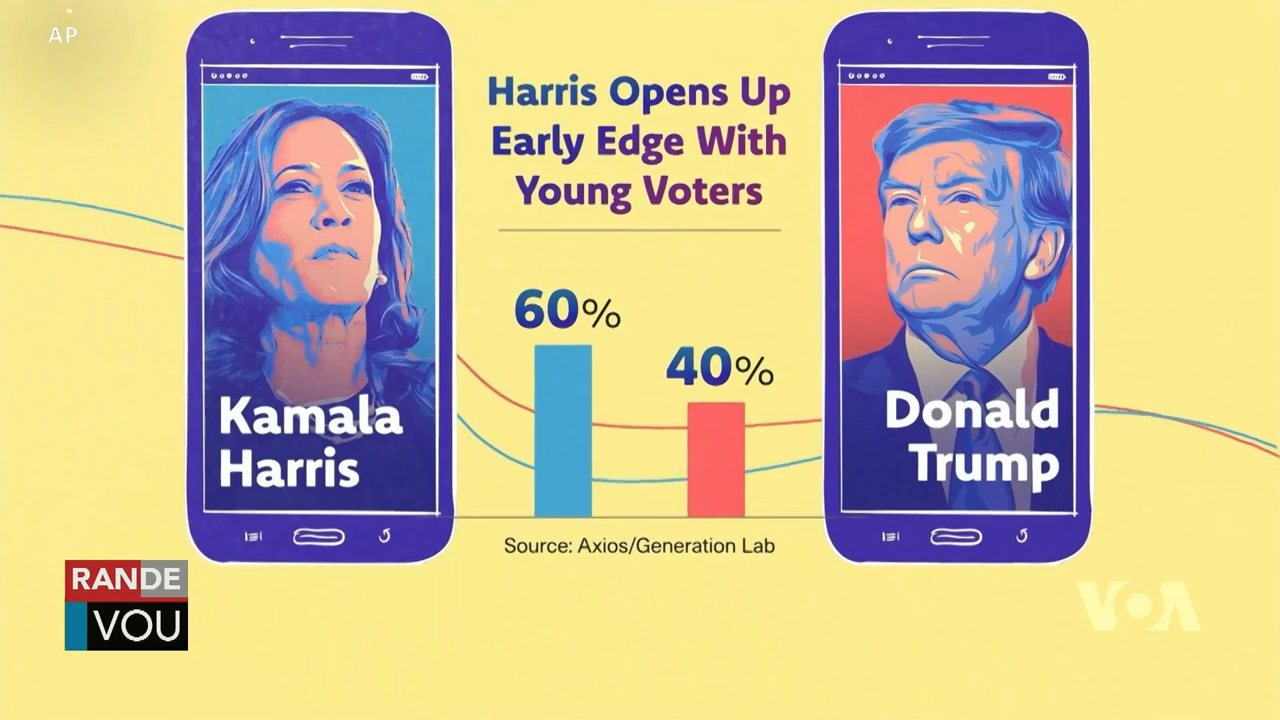 AP
Harris Opens Up
Early Edge With
Young Voters
60%
40%
Kamala
Harris
Donald
Trump
Source: Axios/Generation Lab
RANDE
VOU
VOA